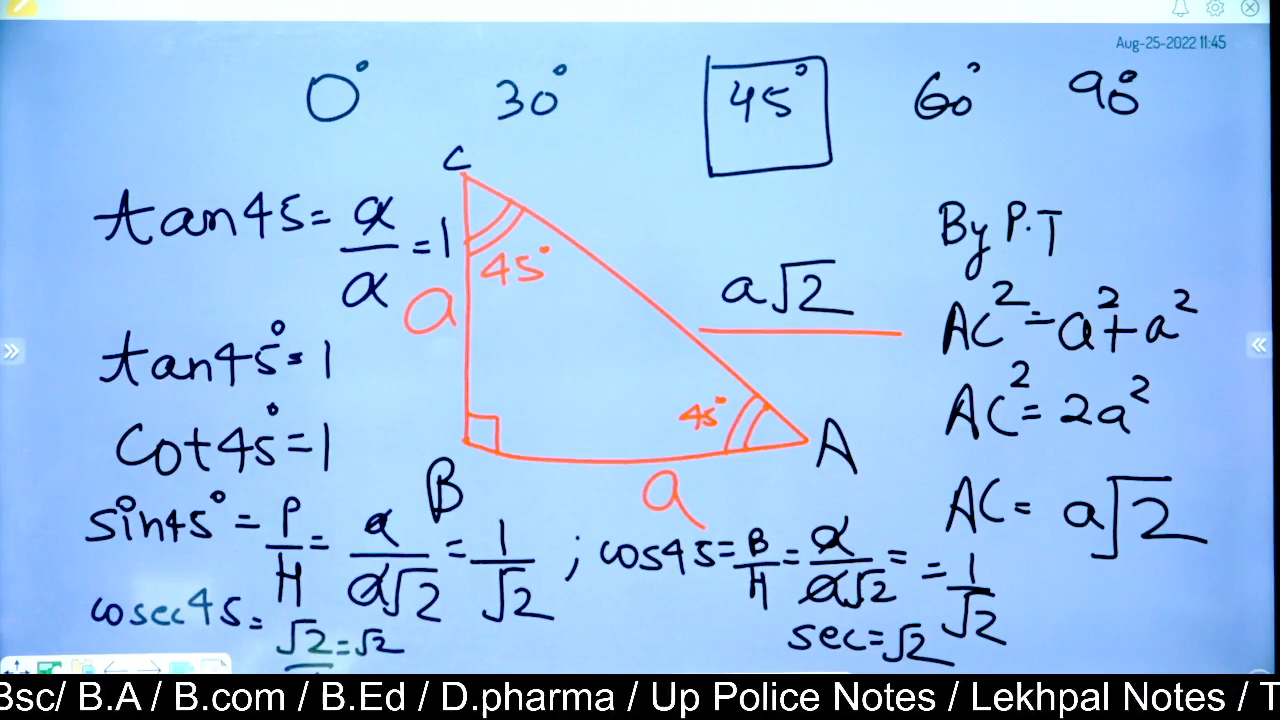 Aug-25-2022 11:45
0° 30° 45° 60° 90°
C
tan45 = a/a = 1
45°
a
a√2
By P.T
AC² = a² + a²
tan45° = 1
AC² = 2a²
45°
cot45° = 1
A
B
a
AC = a√2
sin45° = P/H = a/a√2 = 1/√2 ; cos45 = B/H = a/a√2 = = 1/√2
cosec45 = √2/1 = √2
sec = √2
Bsc/ B.A / B.com / B.Ed / D.pharma / Up Police Notes / Lekhpal Notes / T